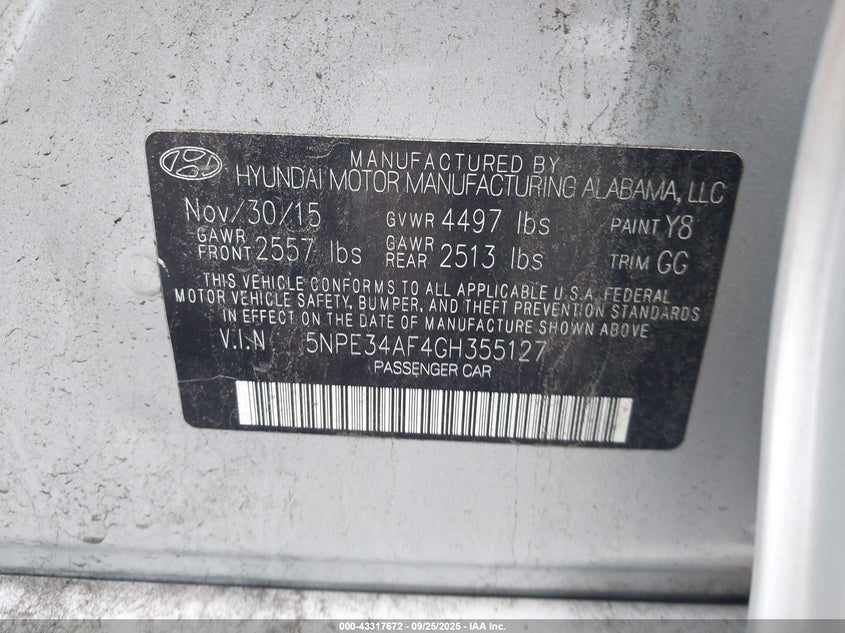 MANUFACTURED BY
HYUNDAI MOTOR MANUFACTURING ALABAMA, LLC
Nov/30/15 GVWR 4497 lbs PAINT Y8
GAWR FRONT 2557 lbs GAWR REAR 2513 lbs TRIM GG
THIS VEHICLE CONFORMS TO ALL APPLICABLE U.S.A. FEDERAL
MOTOR VEHICLE SAFETY, BUMPER, AND THEFT PREVENTION STANDARDS
IN EFFECT ON THE DATE OF MANUFACTURE SHOWN ABOVE.
V.I.N 5NPE34AF4GH355127
PASSENGER CAR
000-43317672 | 09/25/2025 | IAA Inc.